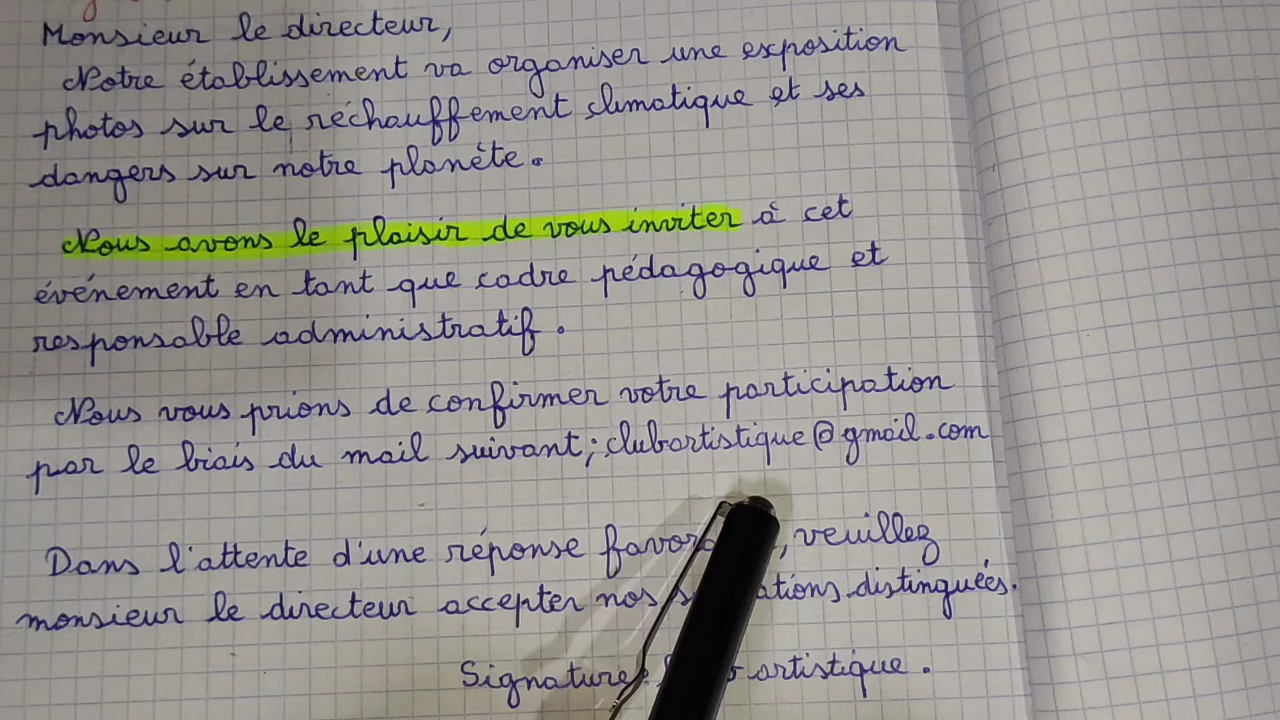 Monsieur le directeur,
Notre établissement va organiser une exposition
photos sur le réchauffement climatique et ses
dangers sur notre planète.
Nous avons le plaisir de vous inviter à cet
événement en tant que cadre pédagogique et
responsable administratif.
Nous vous prions de confirmer votre participation
par le biais du mail suivant; clubartistique@gmail.com
Dans l'attente d'une réponse , veuillez
monsieur le directeur accepter nos distinguées.
Signature artistique.